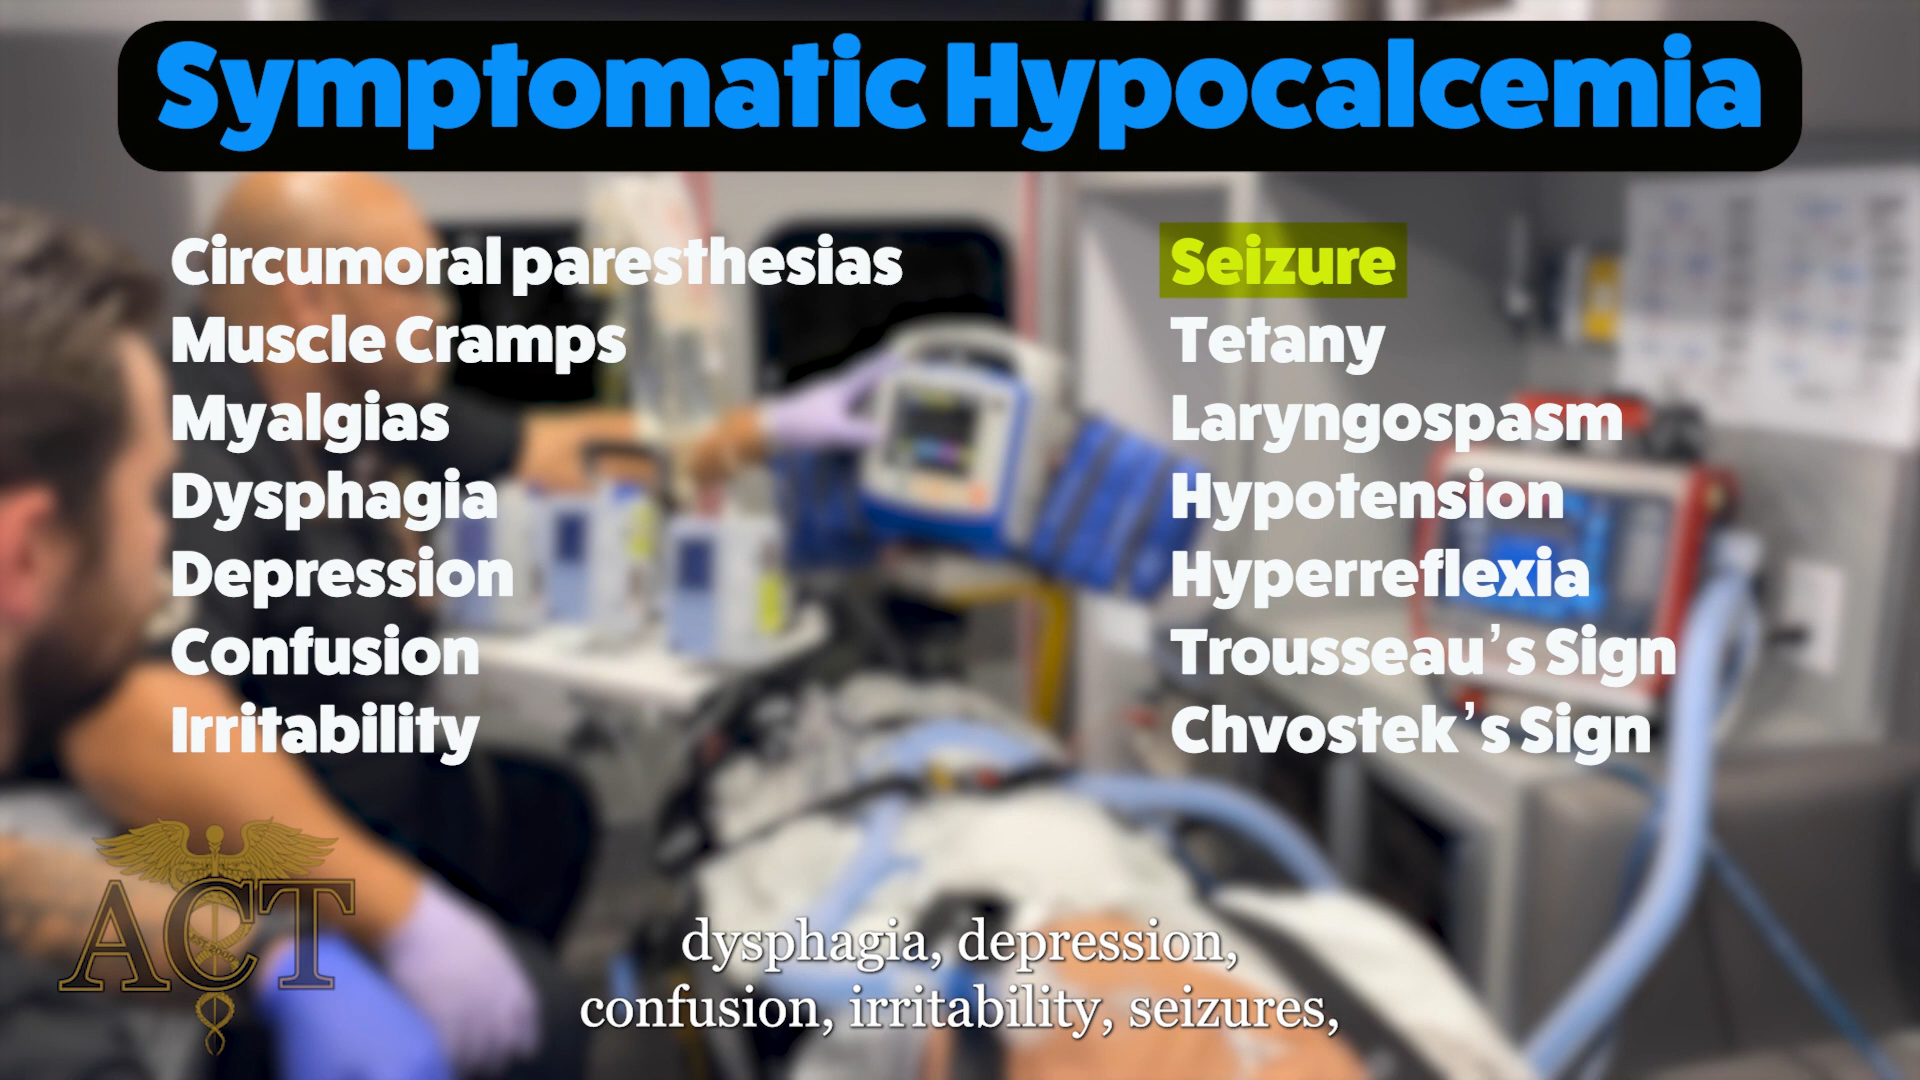 Symptomatic Hypocalcemia
Circumoral paresthesias
Muscle Cramps
Myalgias
Dysphagia
Depression
Confusion
Irritability
Seizure
Tetany
Laryngospasm
Hypotension
Hyperreflexia
Trousseau's Sign
Chvostek's Sign
ACT
dysphagia, depression,
confusion, irritability, seizures,